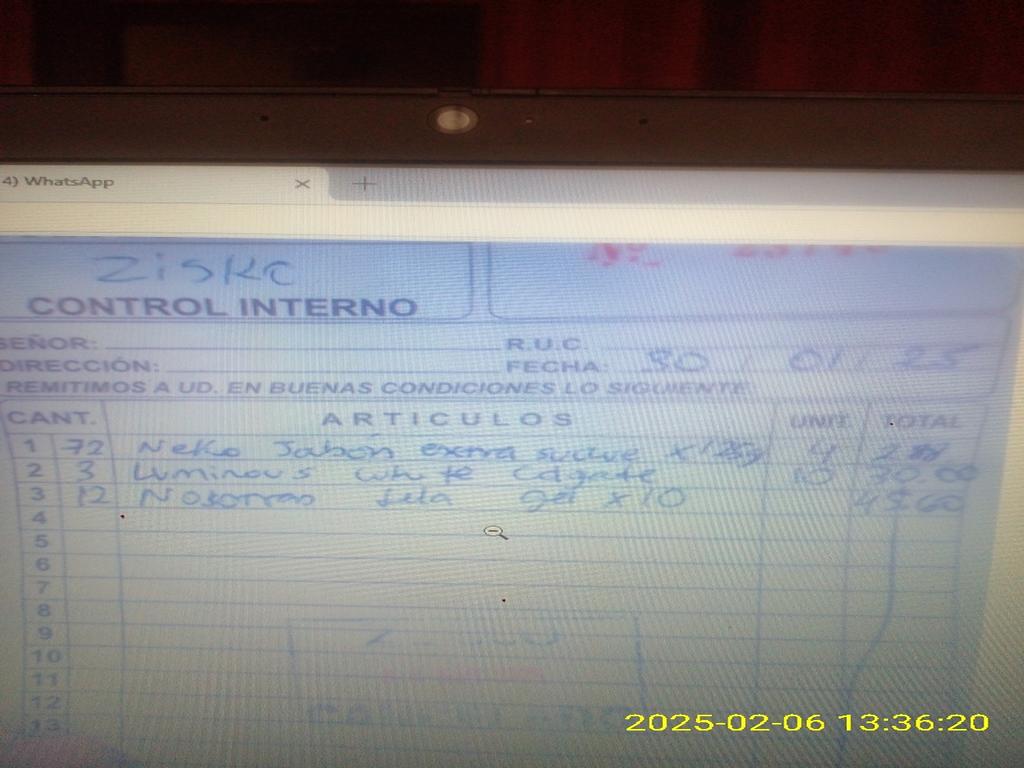 4) WhatsApp
Ziske
Nº
CONTROL INTERNO
SEÑOR:
R.U.C.
DIRECCIÓN:
FECHA: 30 / 01 / 25
REMITIMOS A UD. EN BUENAS CONDICIONES LO SIGUIENTE
CANT. ARTICULOS UNIT. TOTAL
1 72 Neko Jabón extra suave x125g 4 288
2 3 Luminous white Colgate 10 30.00
3 12 Nosotras tela gel x10
4
5
6
7
8
9
10
11
12
13
2025-02-06 13:36:20